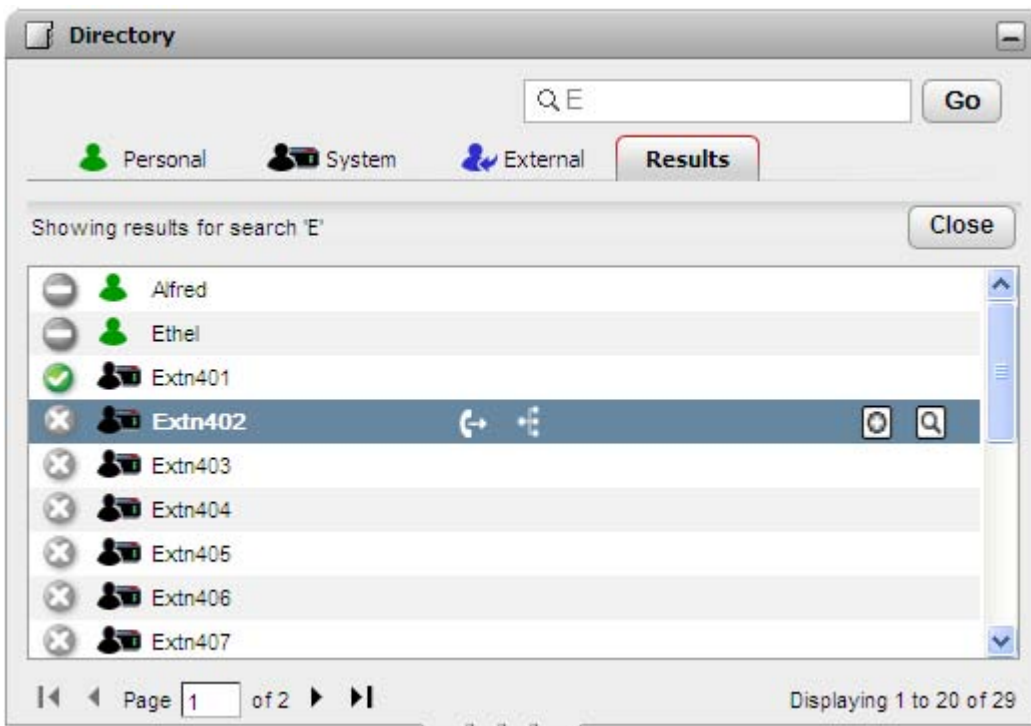 Directory
E
Go
Personal System External Results
Showing results for search 'E'
Close
Alfred
Ethel
Extn401
Extn402
Extn403
Extn404
Extn405
Extn406
Extn407
Page 1 of 2
Displaying 1 to 20 of 29